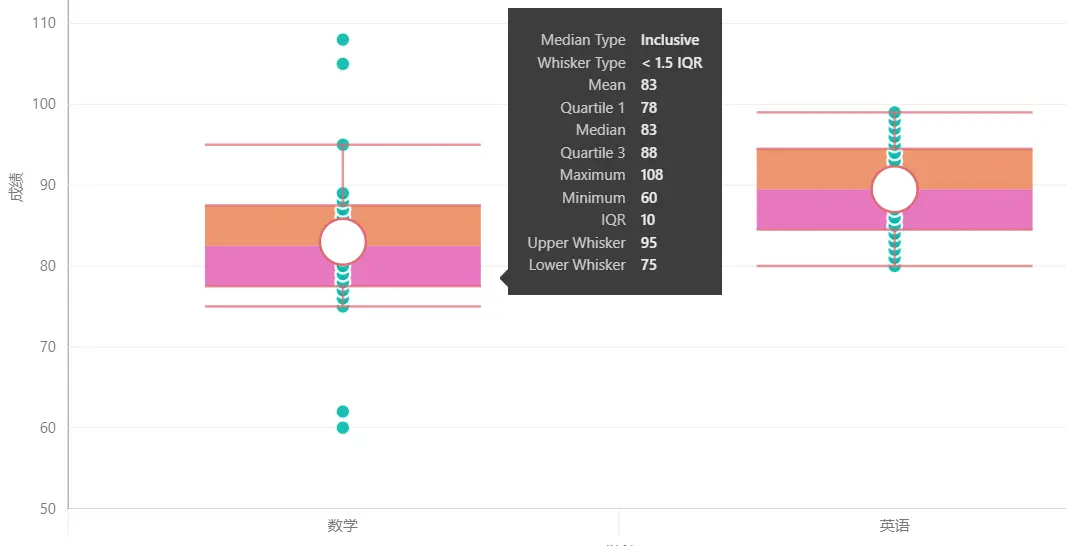 110
100
90
80
70
60
50
成绩
数学
英语
Median Type Inclusive
Whisker Type < 1.5 IQR
Mean 83
Quartile 1 78
Median 83
Quartile 3 88
Maximum 108
Minimum 60
IQR 10
Upper Whisker 95
Lower Whisker 75